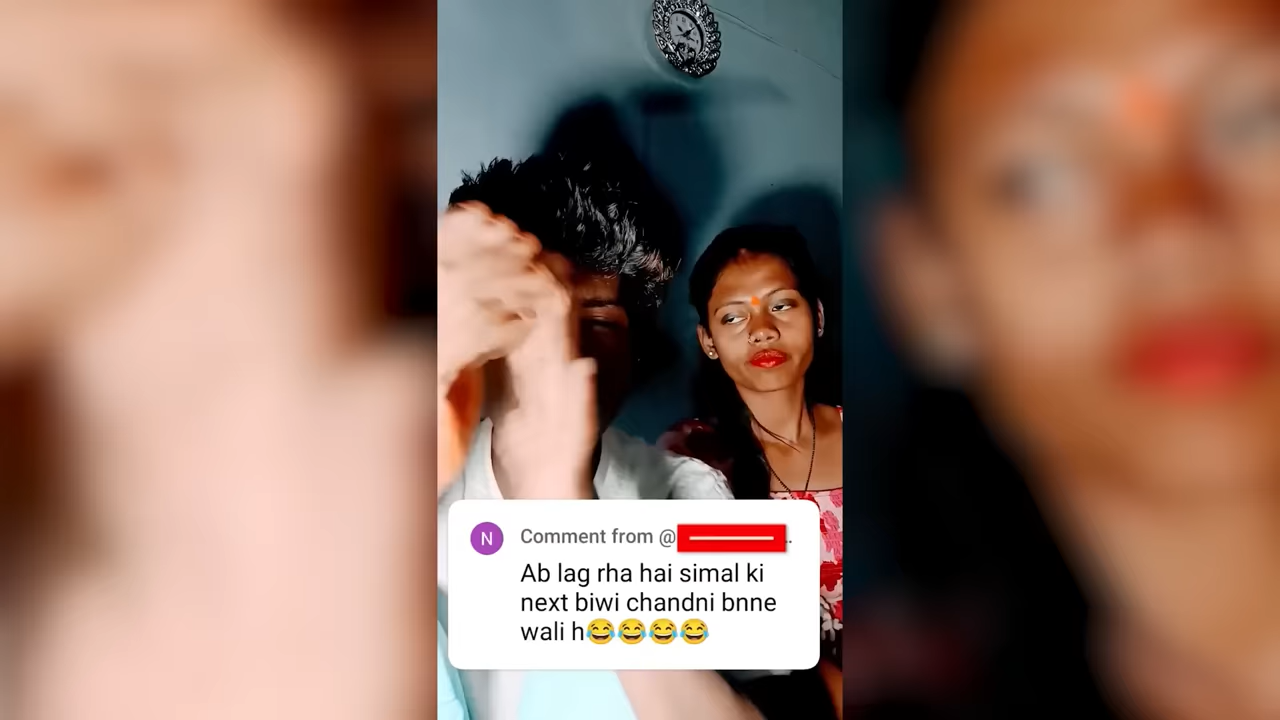 N
Comment from @ ..
Ab lag rha hai simal ki
next biwi chandni bnne
wali h😂😂😂😂